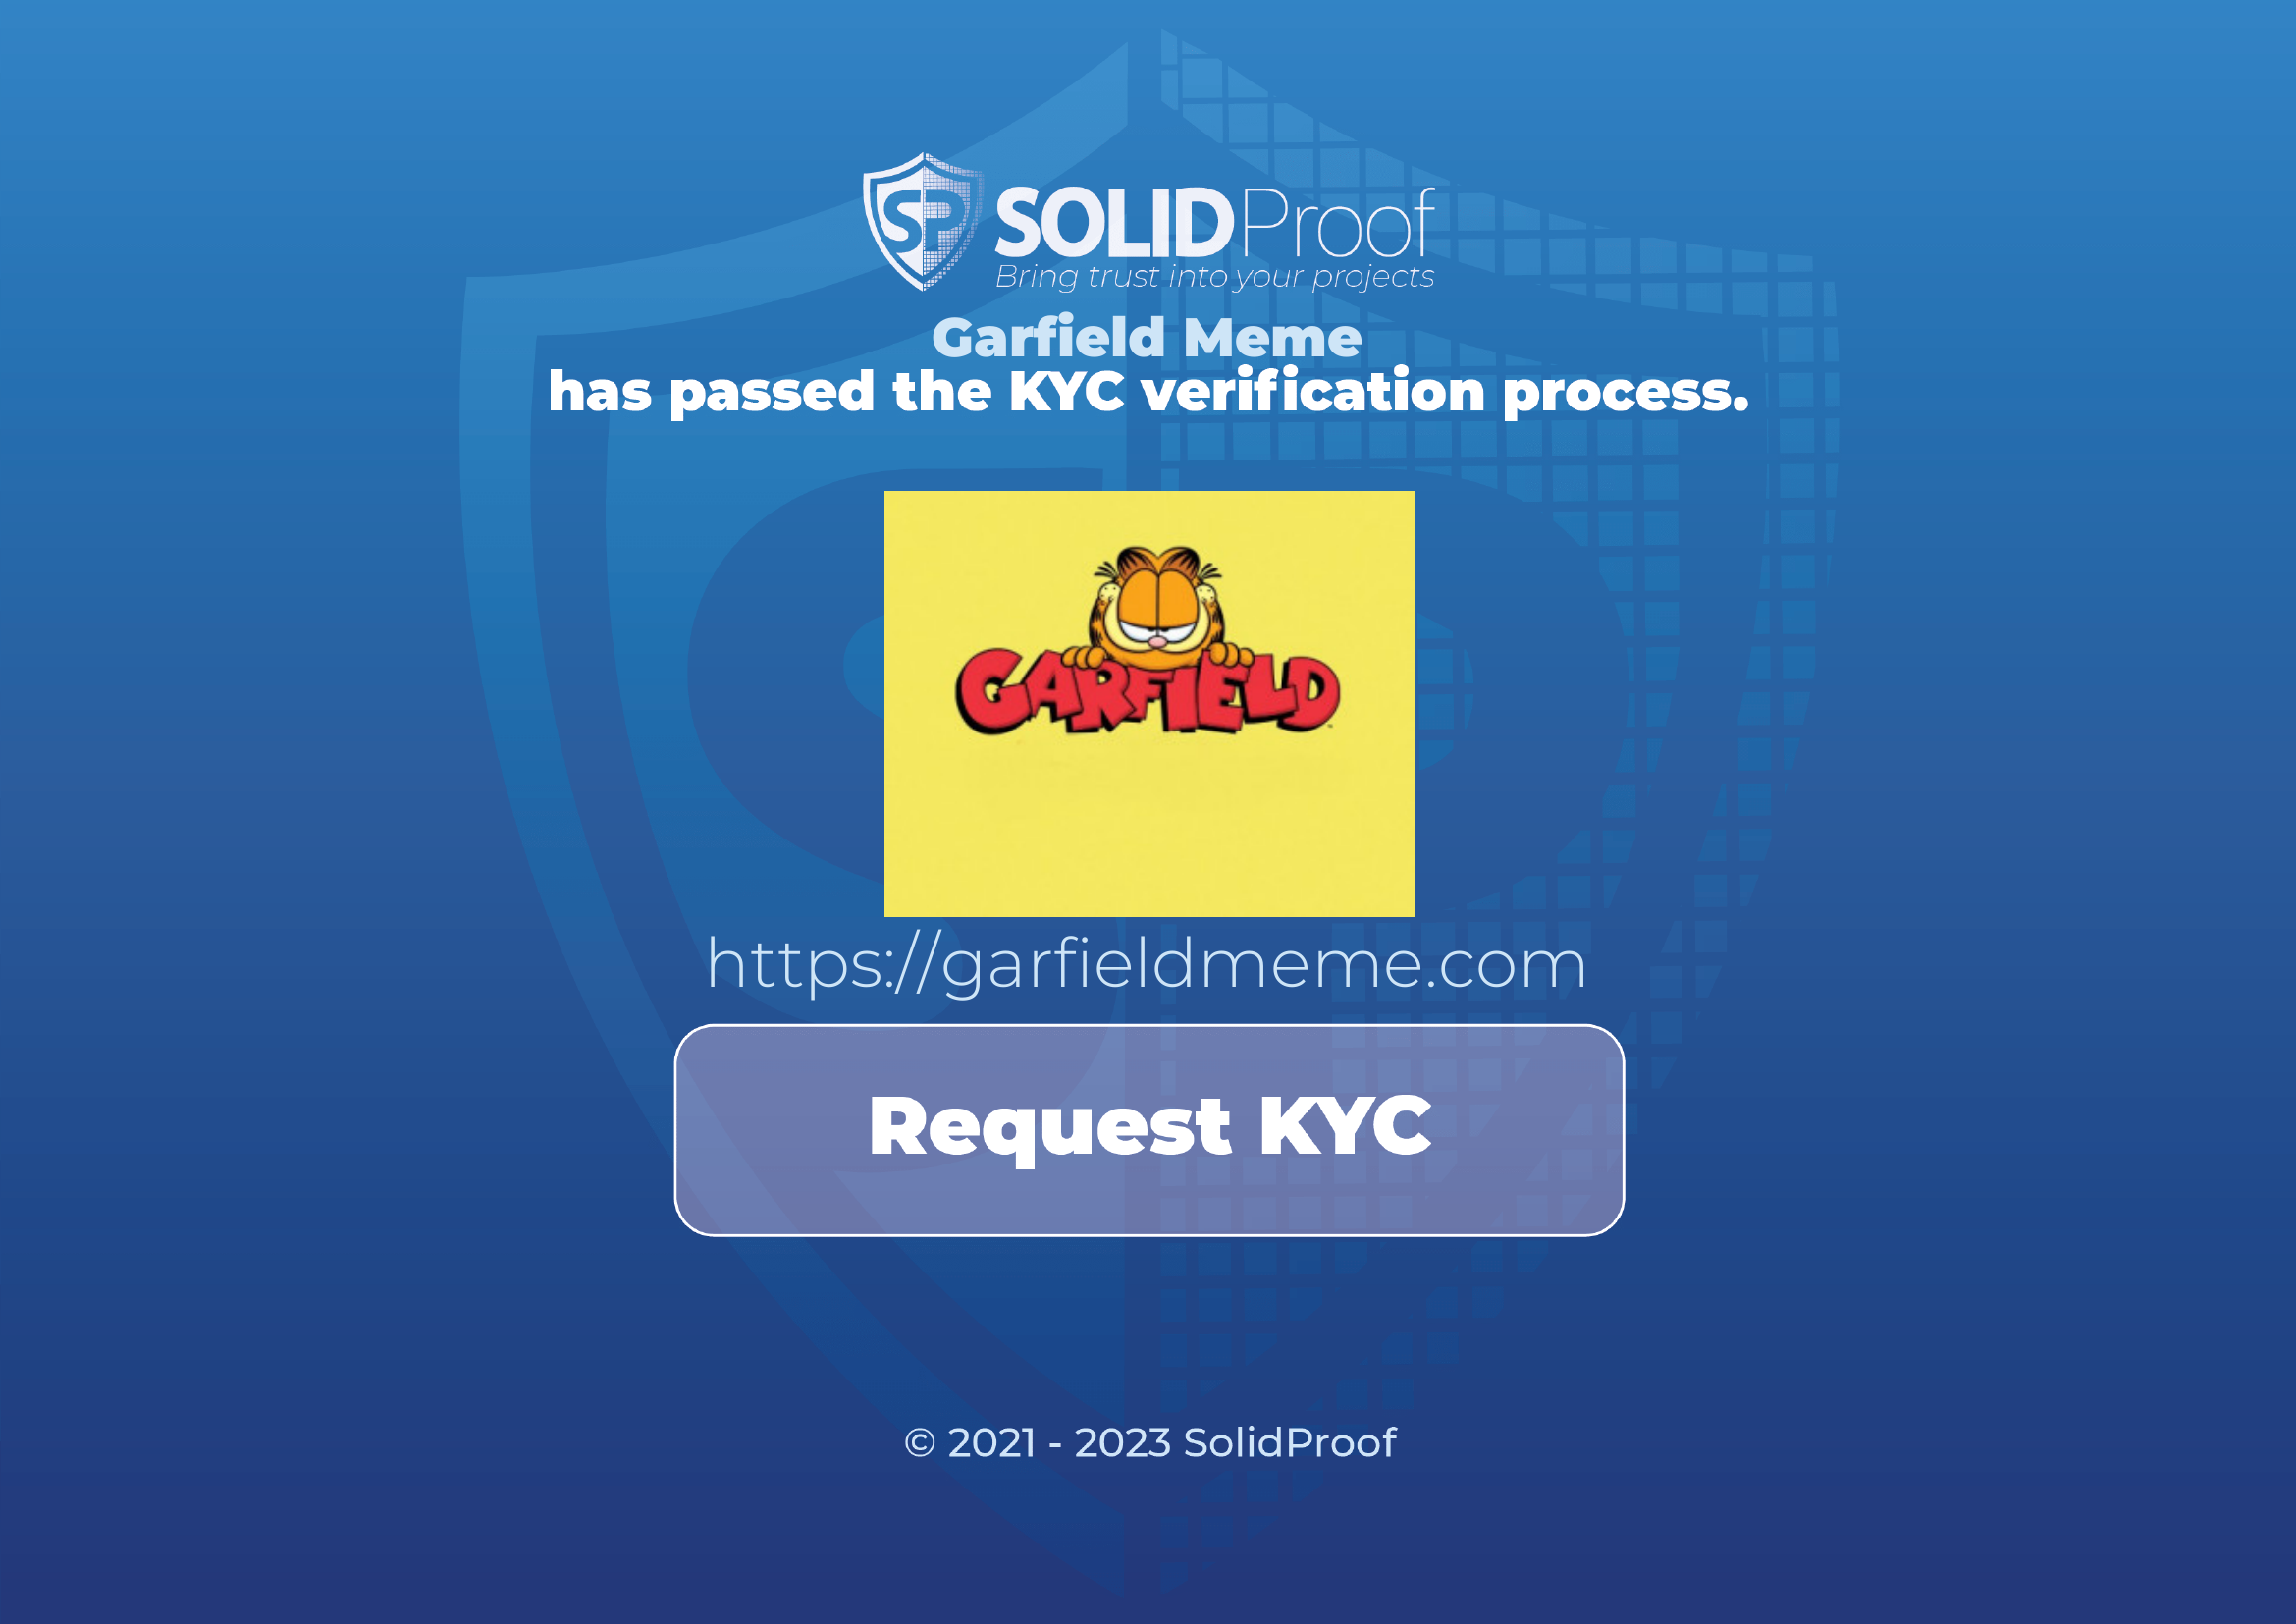 SP SOLIDProof
Bring trust into your projects
Garfield Meme
has passed the KYC verification process.
GARFIELD
https://garfieldmeme.com
Request KYC
© 2021 - 2023 SolidProof